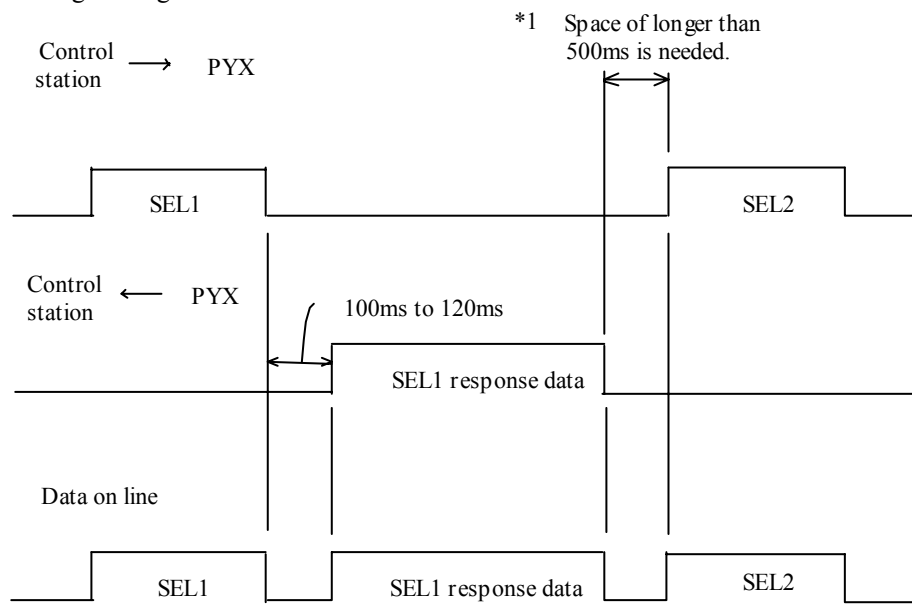 *1 Space of longer than
500ms is needed.
Control
station → PYX
SEL1
SEL2
Control
station ← PYX
100ms to 120ms
SEL1 response data
Data on line
SEL1
SEL1 response data
SEL2